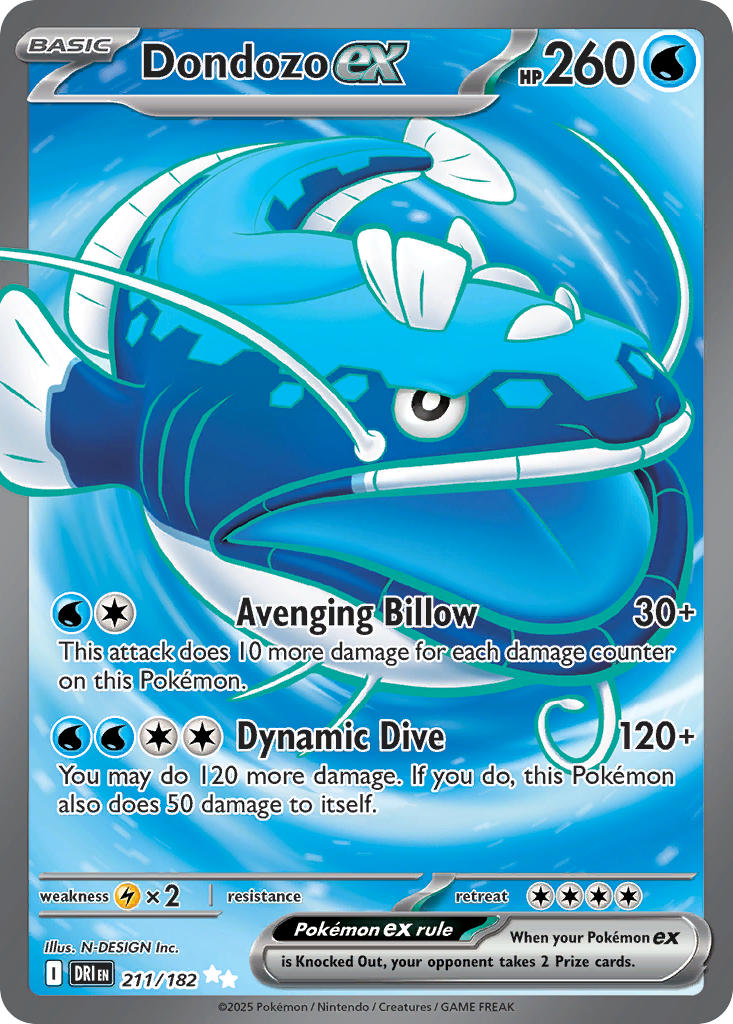 BASIC Dondozo ex HP 260
Avenging Billow 30+
This attack does 10 more damage for each damage counter
on this Pokémon.
Dynamic Dive 120+
You may do 120 more damage. If you do, this Pokémon
also does 50 damage to itself.
weakness ×2 resistance retreat
Illus. N-DESIGN Inc.
Pokémon ex rule
When your Pokémon ex
is Knocked Out, your opponent takes 2 Prize cards.
I DRI EN 211/182
©2025 Pokémon / Nintendo / Creatures / GAME FREAK